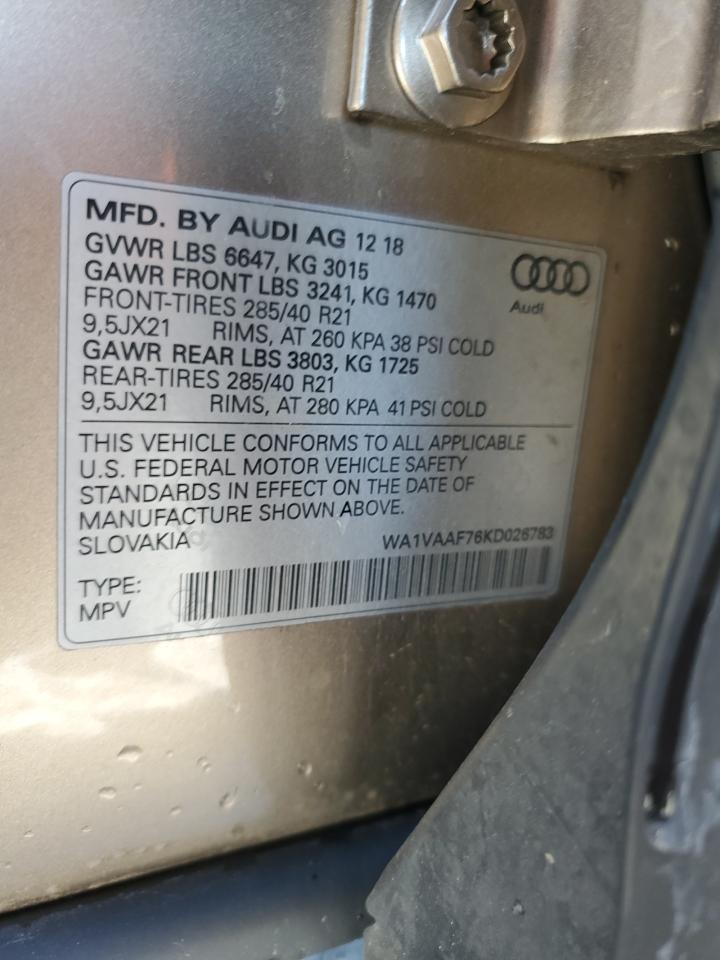 MFD. BY AUDI AG 12 18
GVWR LBS 6647, KG 3015
GAWR FRONT LBS 3241, KG 1470
FRONT-TIRES 285/40 R21
9,5JX21 RIMS, AT 260 KPA 38 PSI COLD
GAWR REAR LBS 3803, KG 1725
REAR-TIRES 285/40 R21
9,5JX21 RIMS, AT 280 KPA 41 PSI COLD
Audi
THIS VEHICLE CONFORMS TO ALL APPLICABLE
U.S. FEDERAL MOTOR VEHICLE SAFETY
STANDARDS IN EFFECT ON THE DATE OF
MANUFACTURE SHOWN ABOVE.
SLOVAKIA WA1VAAF76KD026783
TYPE:
MPV